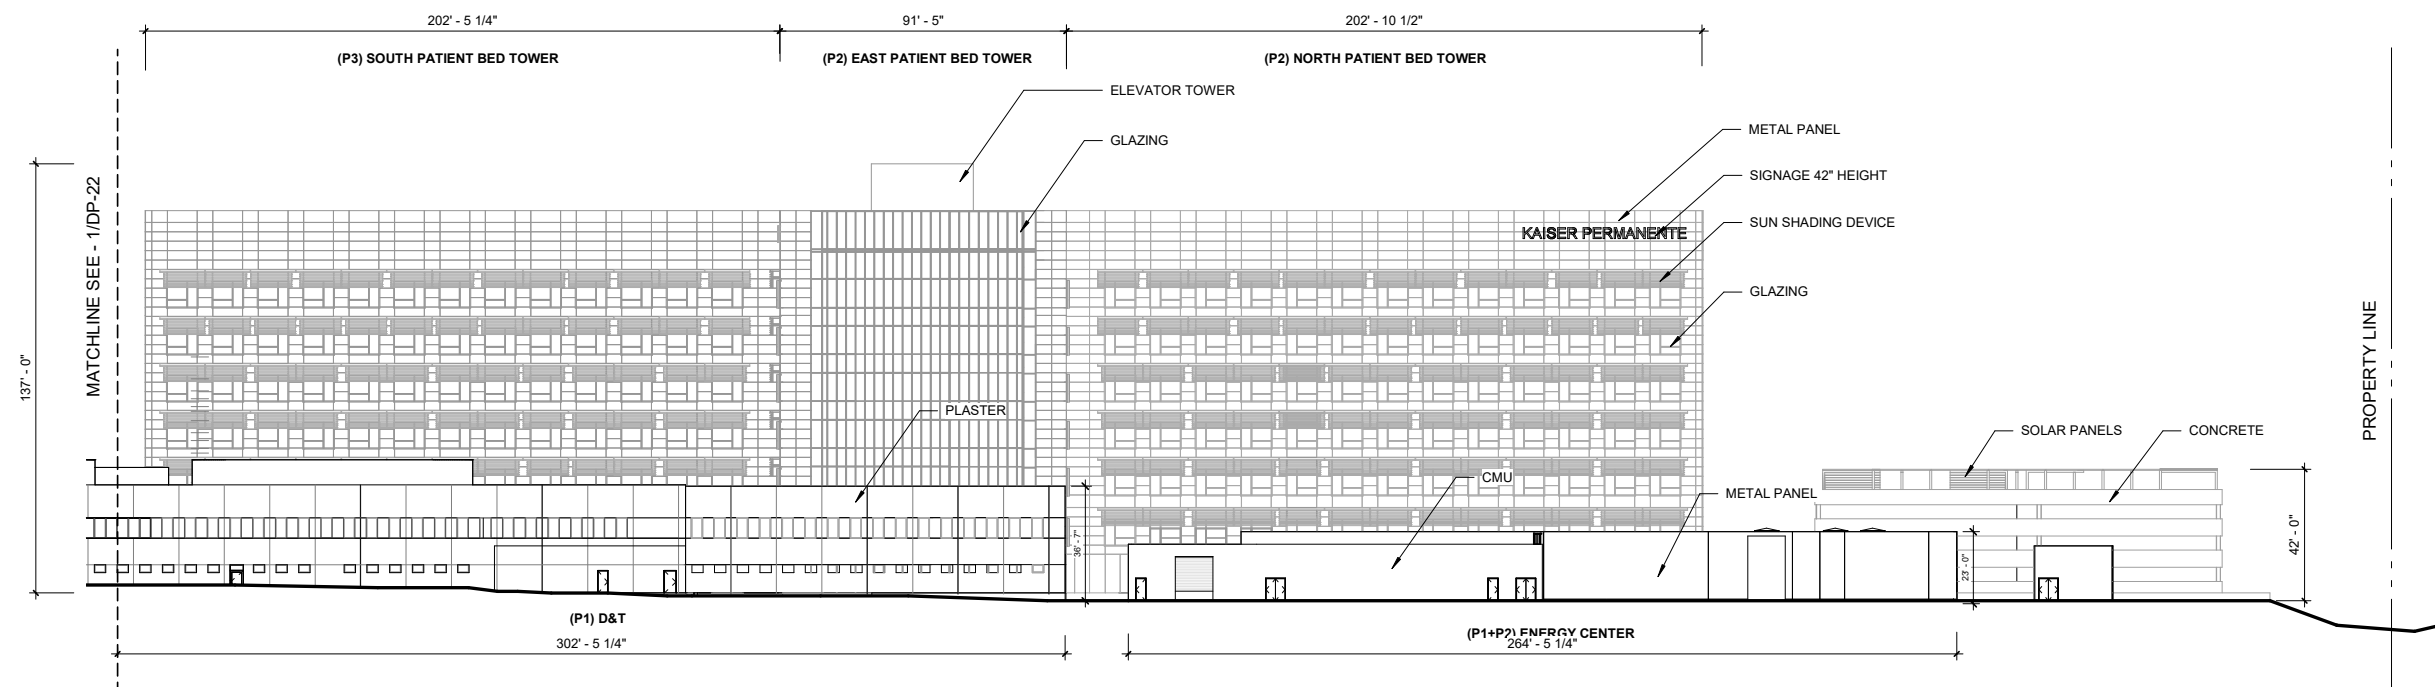 202' - 5 1/4"
91' - 5"
202' - 10 1/2"
(P3) SOUTH PATIENT BED TOWER
(P2) EAST PATIENT BED TOWER
(P2) NORTH PATIENT BED TOWER
ELEVATOR TOWER
GLAZING
METAL PANEL
SIGNAGE 42" HEIGHT
SUN SHADING DEVICE
KAISER PERMANENTE
GLAZING
137' - 0"
MATCHLINE SEE - 1/DP-22
PROPERTY LINE
PLASTER
SOLAR PANELS
CONCRETE
CMU
METAL PANEL
36' - 7"
23' - 0"
42' - 0"
(P1) D&T
302' - 5 1/4"
(P1+P2) ENERGY CENTER
264' - 5 1/4"